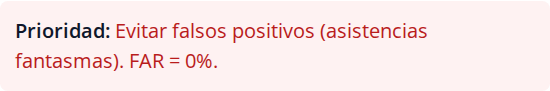 Prioridad: Evitar falsos positivos (asistencias
fantasmas). FAR = 0%.